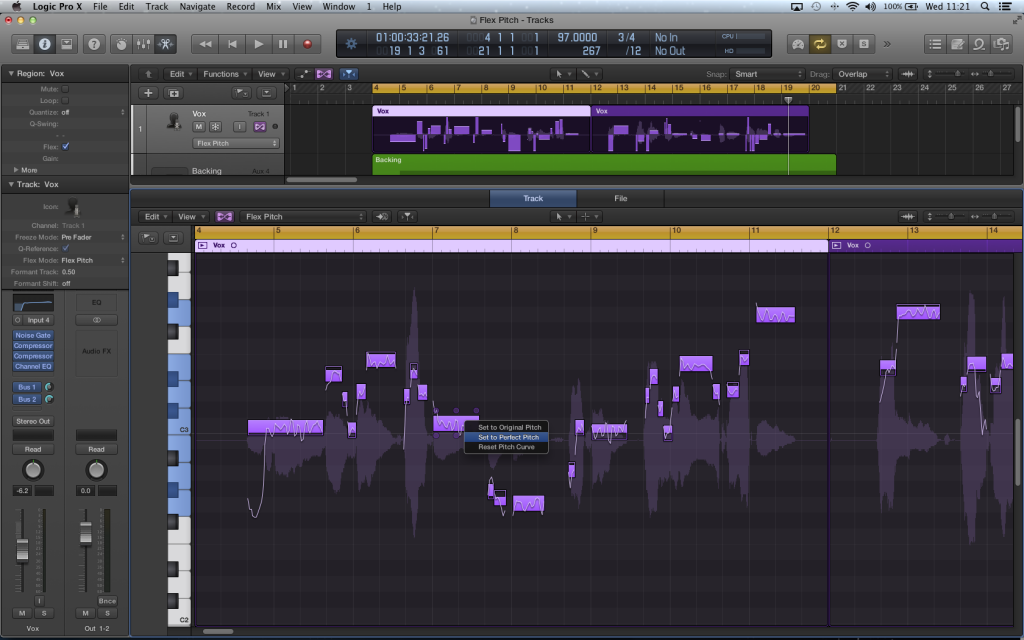 Logic Pro X File Edit Track Navigate Record Mix View Window 1 Help 100% Wed 11:21
Flex Pitch - Tracks
01:00:33:21.26 4 1 1 1 97.0000 3/4 No In CPU
19 1 3 61 21 1 1 1 267 /12 No Out HD
Region: Vox
Edit Functions View Snap: Smart Drag: Overlap
Mute:
Loop:
Quantize: off
Q-Swing:
Flex:
Gain:
More
1 2 3 4 5 6 7 8 9 10 11 12 13 14 15 16 17 18 19 20 21 22 23 24 25 26 27
1
Vox Track 1
M I
Flex Pitch
Backing Aux 4
Vox
Vox
Backing
Track: Vox
Icon:
Channel: Track 1
Freeze Mode: Pre Fader
Q-Reference:
Flex Mode: Flex Pitch
Formant Track: 0.50
Formant Shift: off
Track File
Edit View Flex Pitch
4 5 6 7 8 9 10 11 12 13 14
Vox
Vox
C3
C2
Set to Original Pitch
Set to Perfect Pitch
Reset Pitch Curve
EQ
Input 4
Noise Gate
Compressor
Compressor
Channel EQ
Audio FX
Bus 1
Bus 2
Stereo Out
Read Read
-6.2 0.0
I Bnce
M S M S
Vox Out 1-2